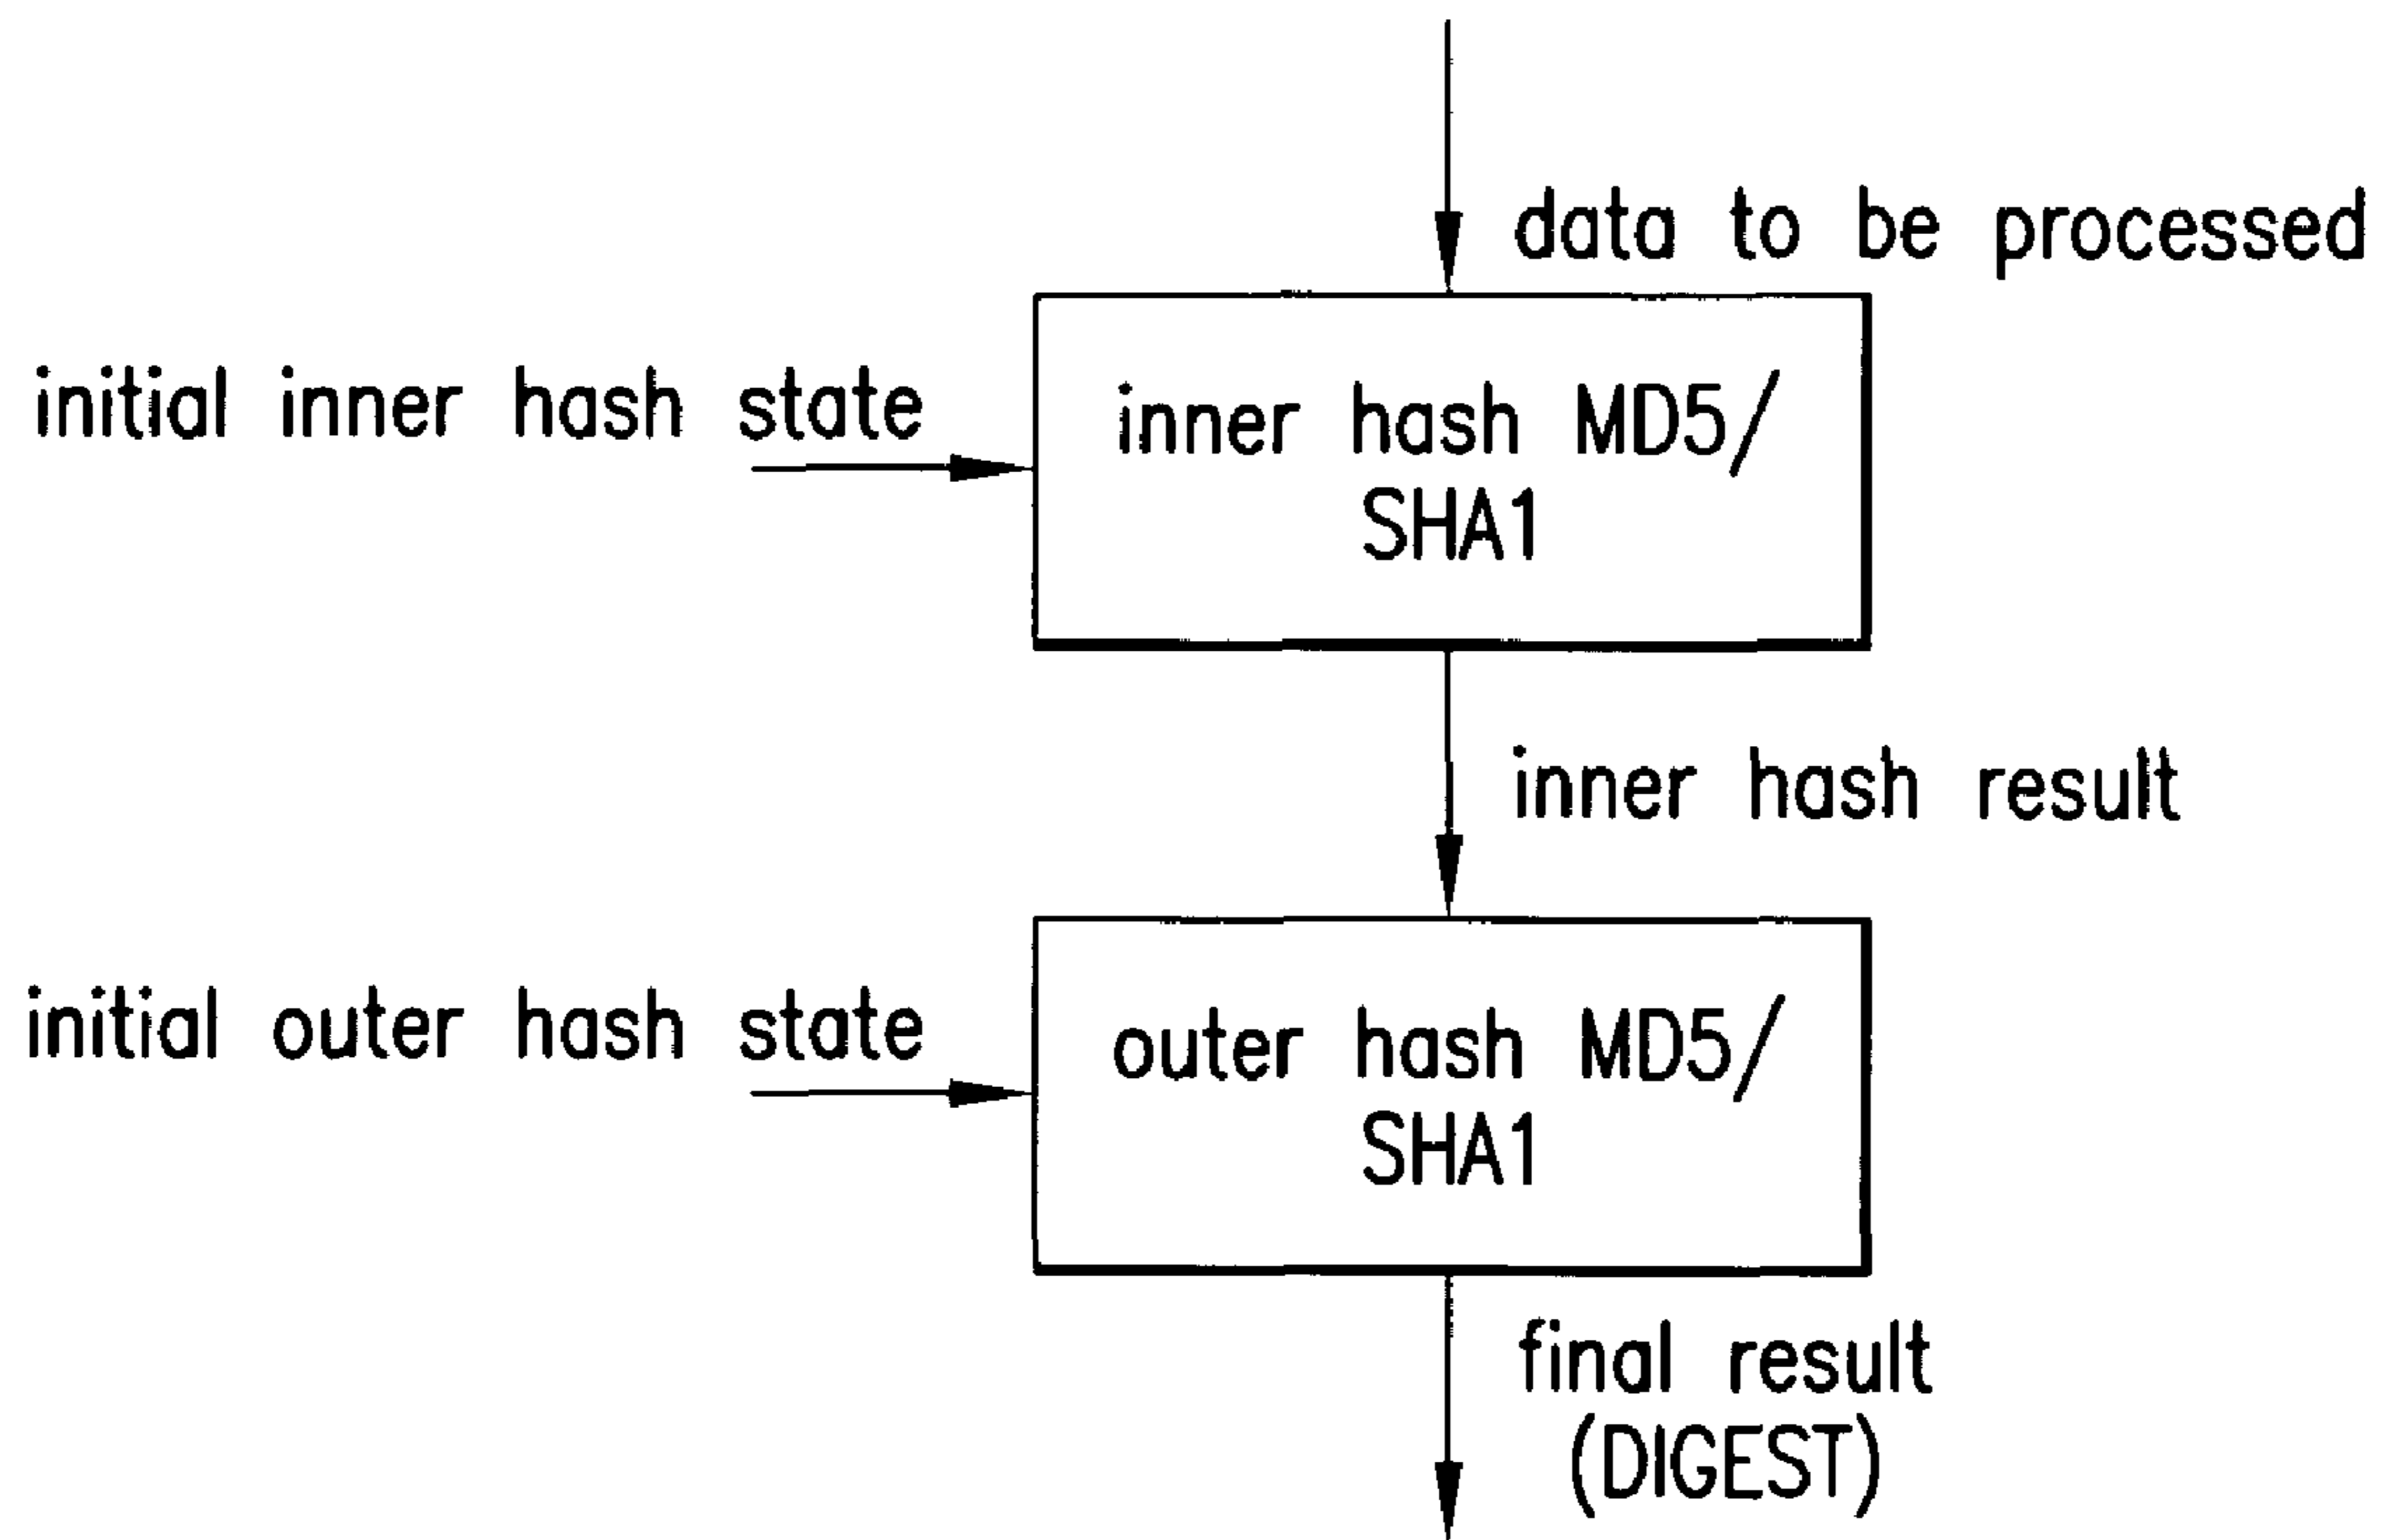 data to be processed
initial inner hash state
inner hash MD5/
SHA1
inner hash result
initial outer hash state
outer hash MD5/
SHA1
final result
(DIGEST)